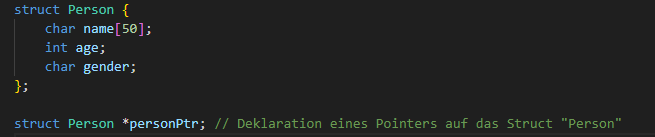 struct Person {
    char name[50];
    int age;
    char gender;
};
struct Person *personPtr; // Deklaration eines Pointers auf das Struct "Person"